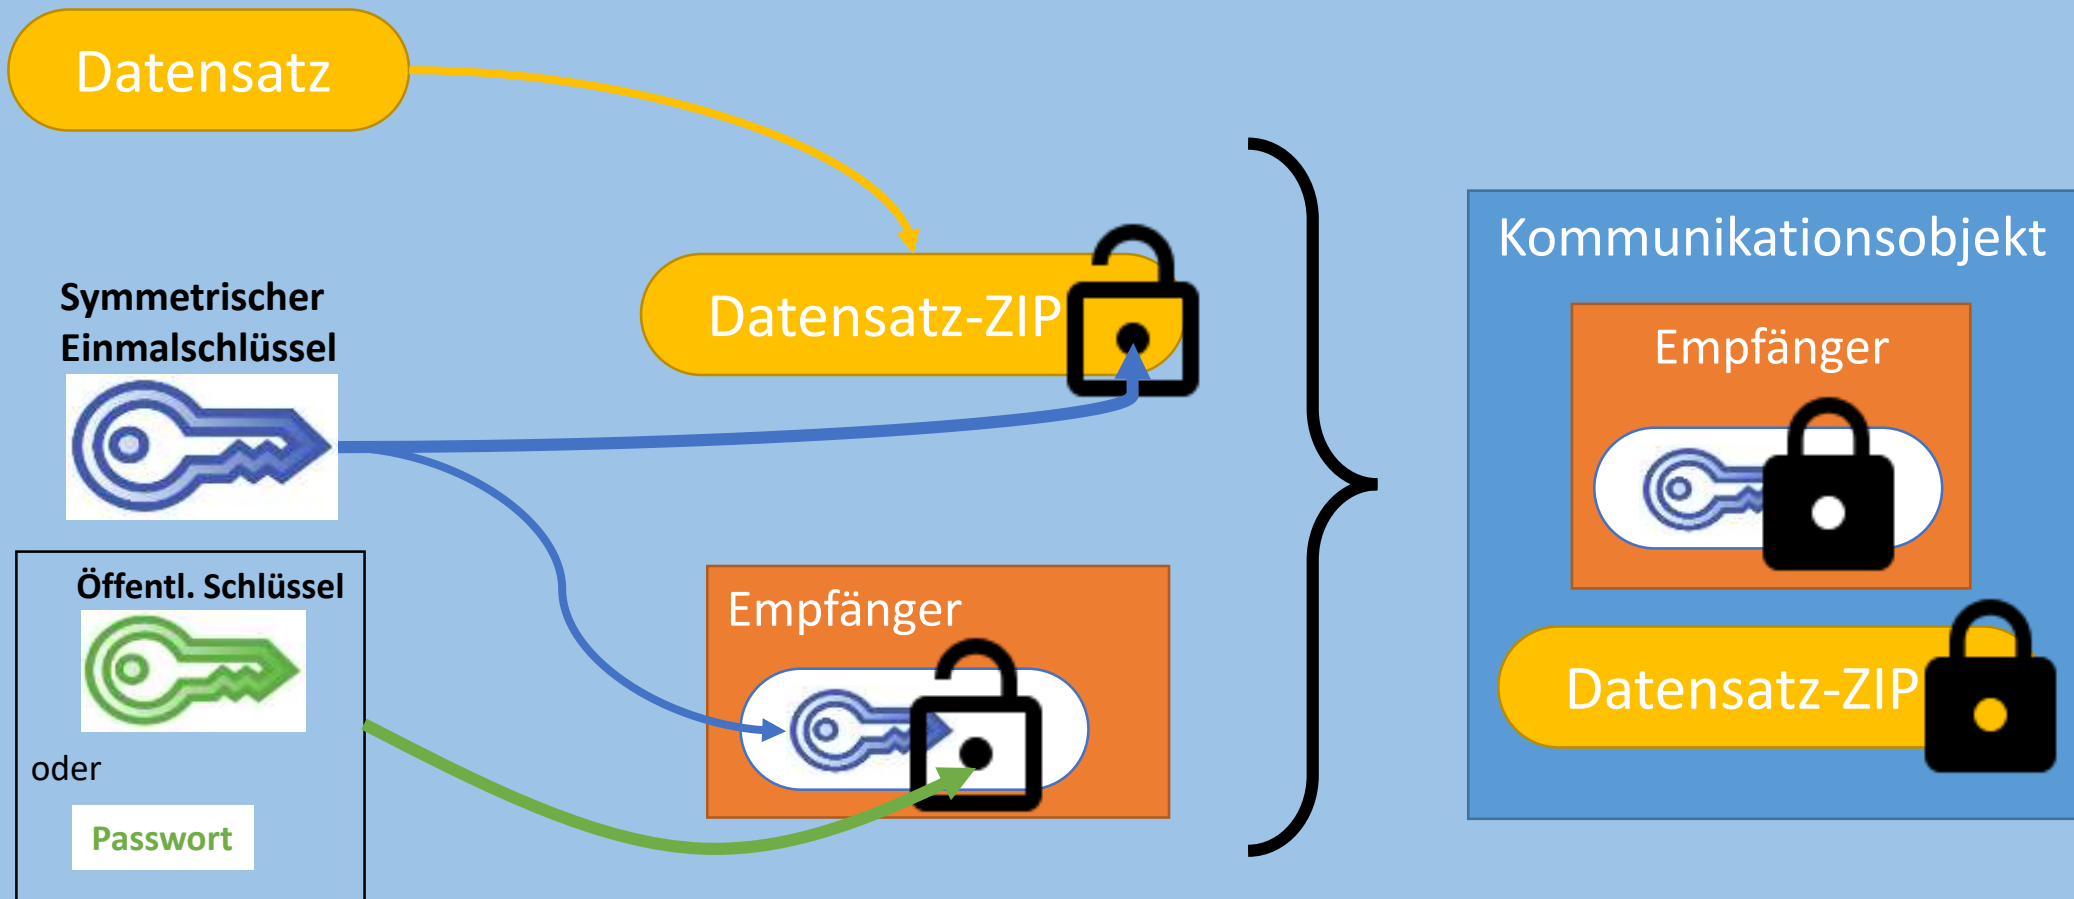 Datensatz
Symmetrischer
Einmalschlüssel
Datensatz-ZIP
Öffentl. Schlüssel
oder
Passwort
Empfänger
Kommunikationsobjekt
Empfänger
Datensatz-ZIP